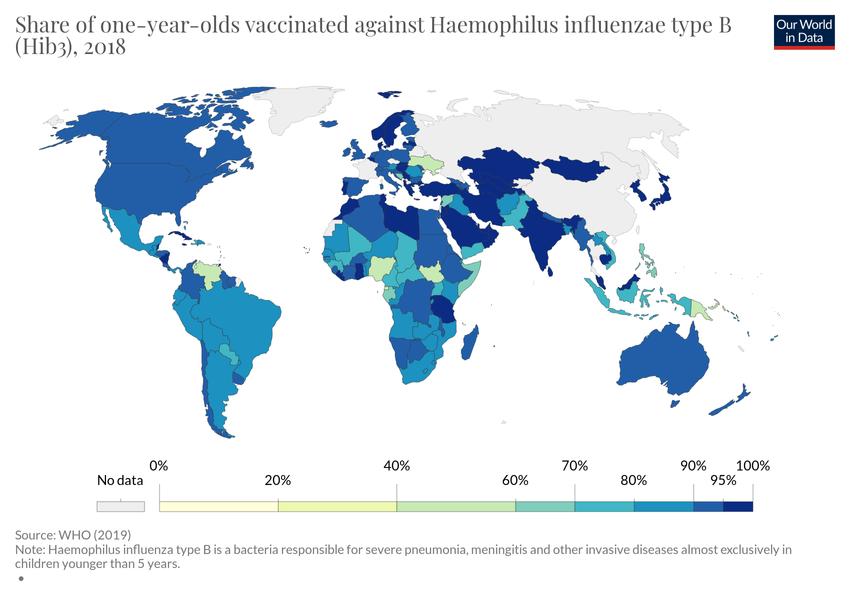 Share of one-year-olds vaccinated against Haemophilus influenzae type B
(Hib3), 2018
Our World
in Data
0% 40% 70% 90% 100%
No data 20% 60% 80% 95%
Source: WHO (2019)
Note: Haemophilus influenza type B is a bacteria responsible for severe pneumonia, meningitis and other invasive diseases almost exclusively in
children younger than 5 years.
•